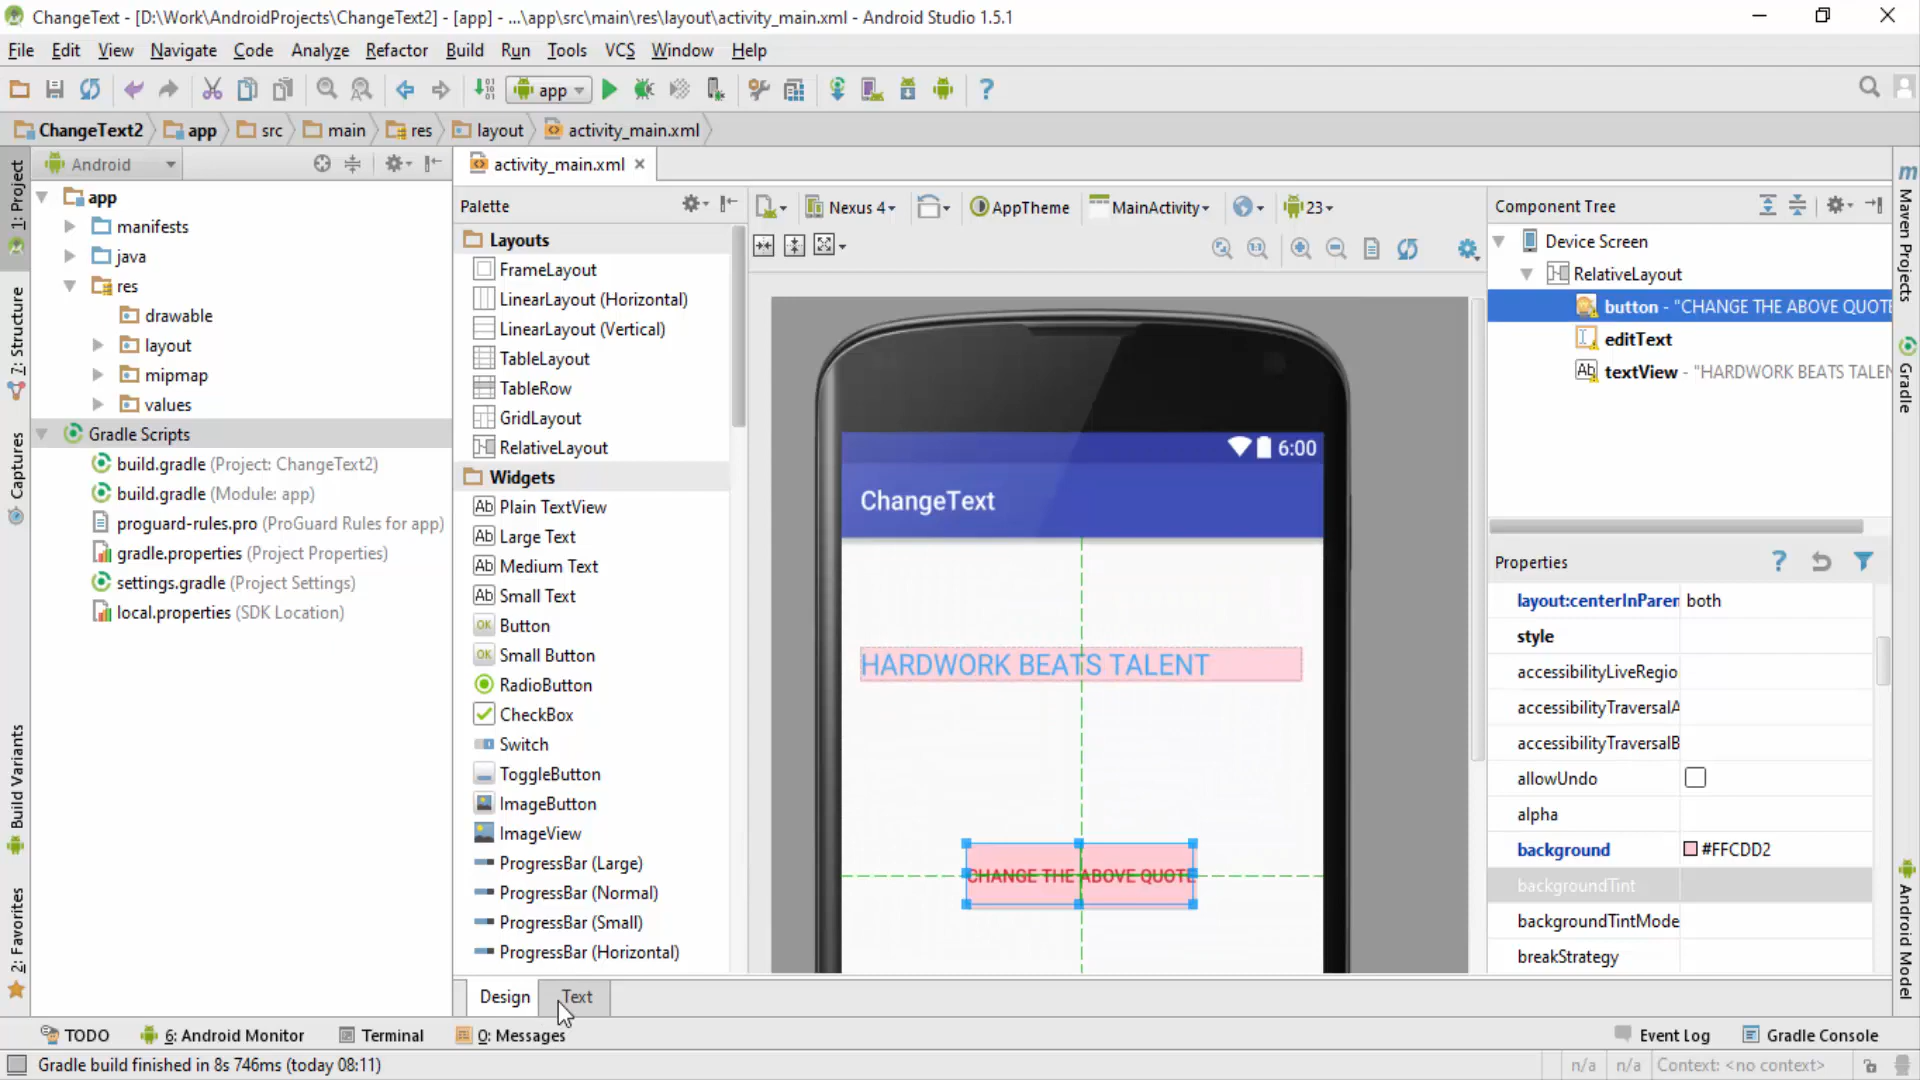 ChangeText - [D:\Work\AndroidProjects\ChangeText2] - [app] - ...\app\src\main\res\layout\activity_main.xml - Android Studio 1.5.1
File Edit View Navigate Code Analyze Refactor Build Run Tools VCS Window Help
app
ChangeText2 app src main res layout activity_main.xml
Android
activity_main.xml
1: Project
7: Structure
Captures
Build Variants
2: Favorites
app
manifests
java
res
drawable
layout
mipmap
values
Gradle Scripts
build.gradle (Project: ChangeText2)
build.gradle (Module: app)
proguard-rules.pro (ProGuard Rules for app)
gradle.properties (Project Properties)
settings.gradle (Project Settings)
local.properties (SDK Location)
Palette
Layouts
FrameLayout
LinearLayout (Horizontal)
LinearLayout (Vertical)
TableLayout
TableRow
GridLayout
RelativeLayout
Widgets
Ab Plain TextView
Ab Large Text
Ab Medium Text
Ab Small Text
OK Button
OK Small Button
RadioButton
CheckBox
Switch
ToggleButton
ImageButton
ImageView
ProgressBar (Large)
ProgressBar (Normal)
ProgressBar (Small)
ProgressBar (Horizontal)
Nexus 4 AppTheme MainActivity 23
6:00
ChangeText
HARDWORK BEATS TALENT
CHANGE THE ABOVE QUOTE
Design Text
Component Tree
Device Screen
RelativeLayout
button - "CHANGE THE ABOVE QUOTE
editText
Ab textView - "HARDWORK BEATS TALEN
Properties
layout:centerInParen both
style
accessibilityLiveRegio
accessibilityTraversalA
accessibilityTraversalB
allowUndo
alpha
background #FFCDD2
backgroundTint
backgroundTintMode
breakStrategy
m Maven Projects
Gradle
Android Model
TODO 6: Android Monitor Terminal 0: Messages Event Log Gradle Console
Gradle build finished in 8s 746ms (today 08:11) n/a n/a Context: <no context>